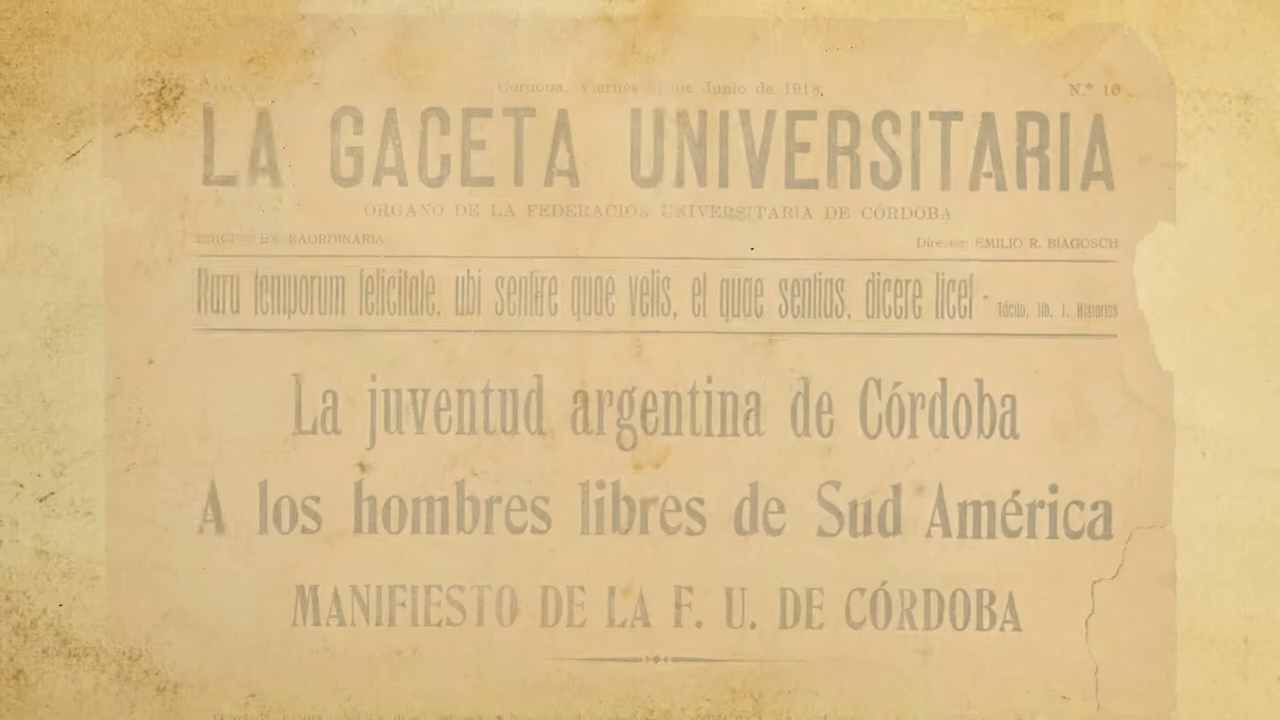 Córdoba, Viernes de Junio de 1918. N.º 10
LA GACETA UNIVERSITARIA
ÓRGANO DE LA FEDERACIÓN UNIVERSITARIA DE CÓRDOBA
Director: EMILIO R. BIAGOSCH
Rara temporum felicitate, ubi sentire quae velis, et quae sentias, dicere licet - Tácito, lib. I. Historias
La juventud argentina de Córdoba
A los hombres libres de Sud América
MANIFIESTO DE LA F. U. DE CÓRDOBA